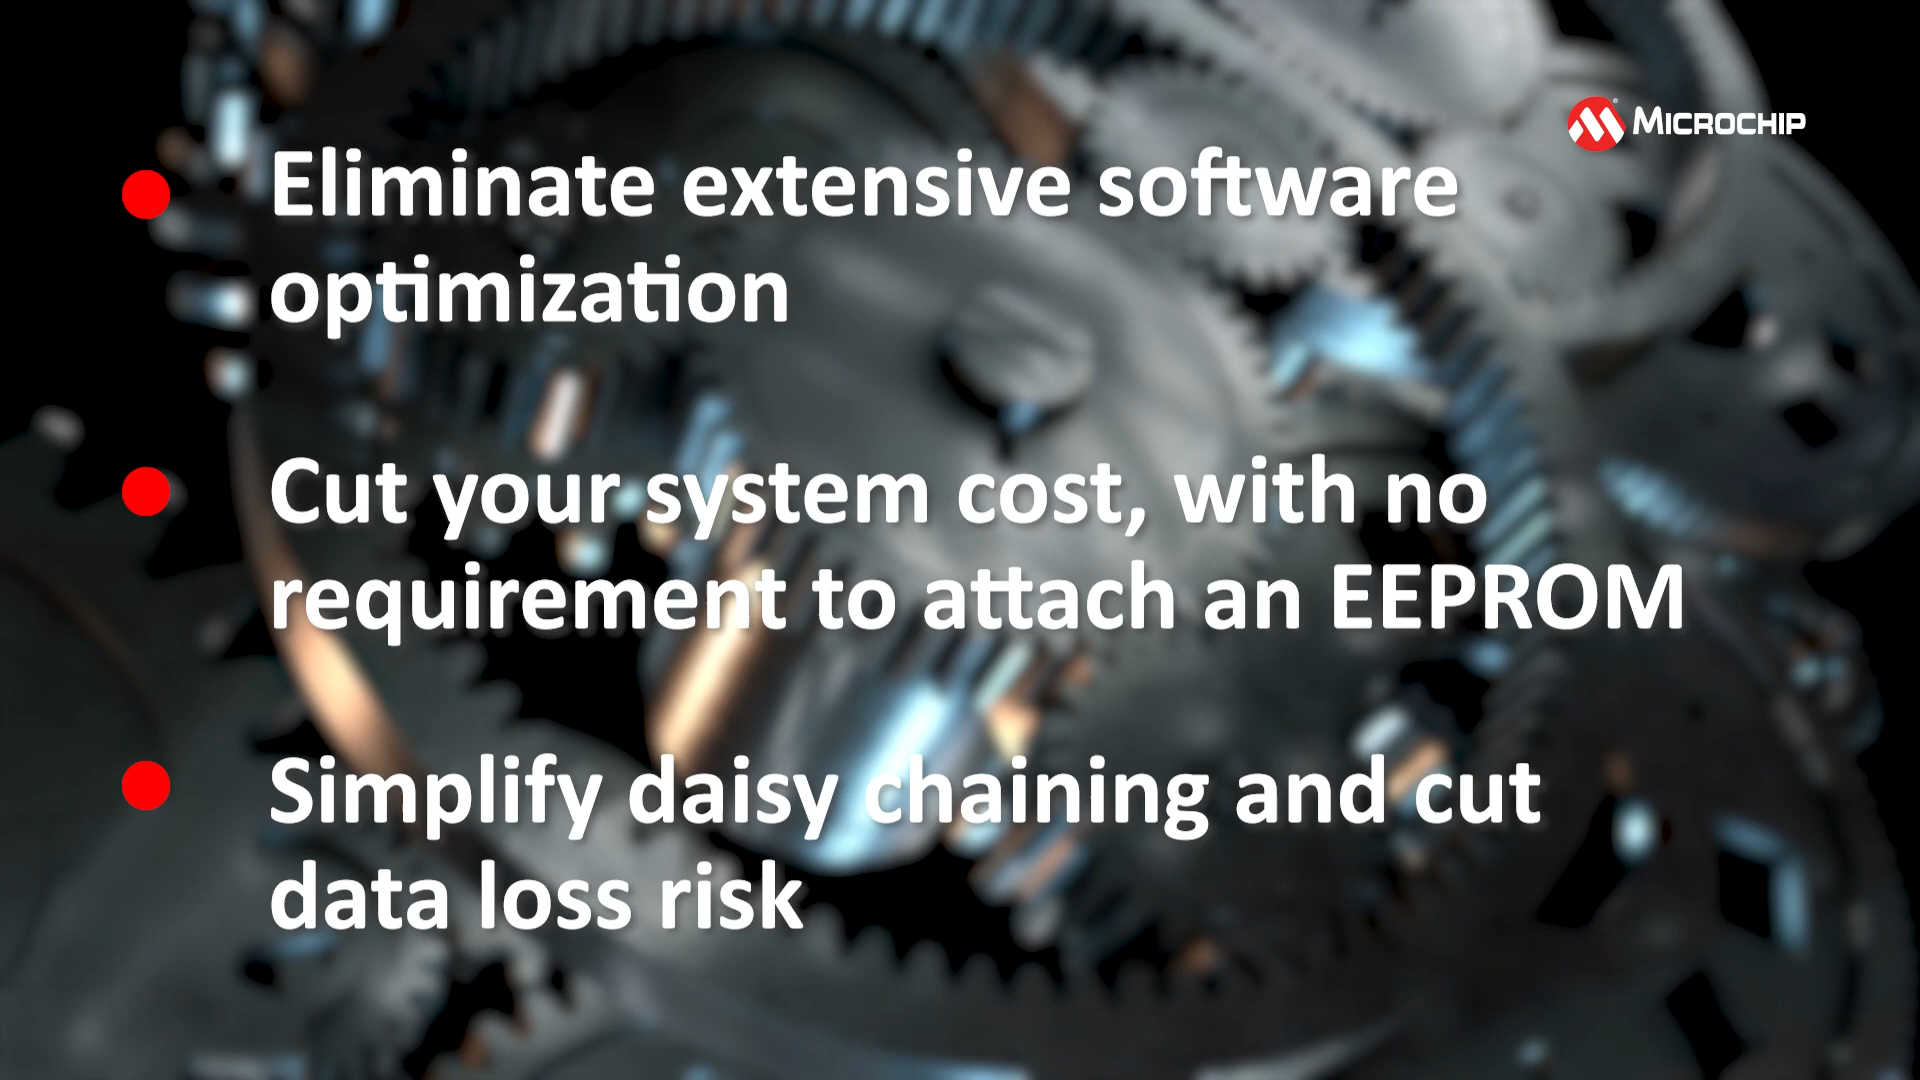 MICROCHIP
Eliminate extensive software
optimization
Cut your system cost, with no
requirement to attach an EEPROM
Simplify daisy chaining and cut
data loss risk